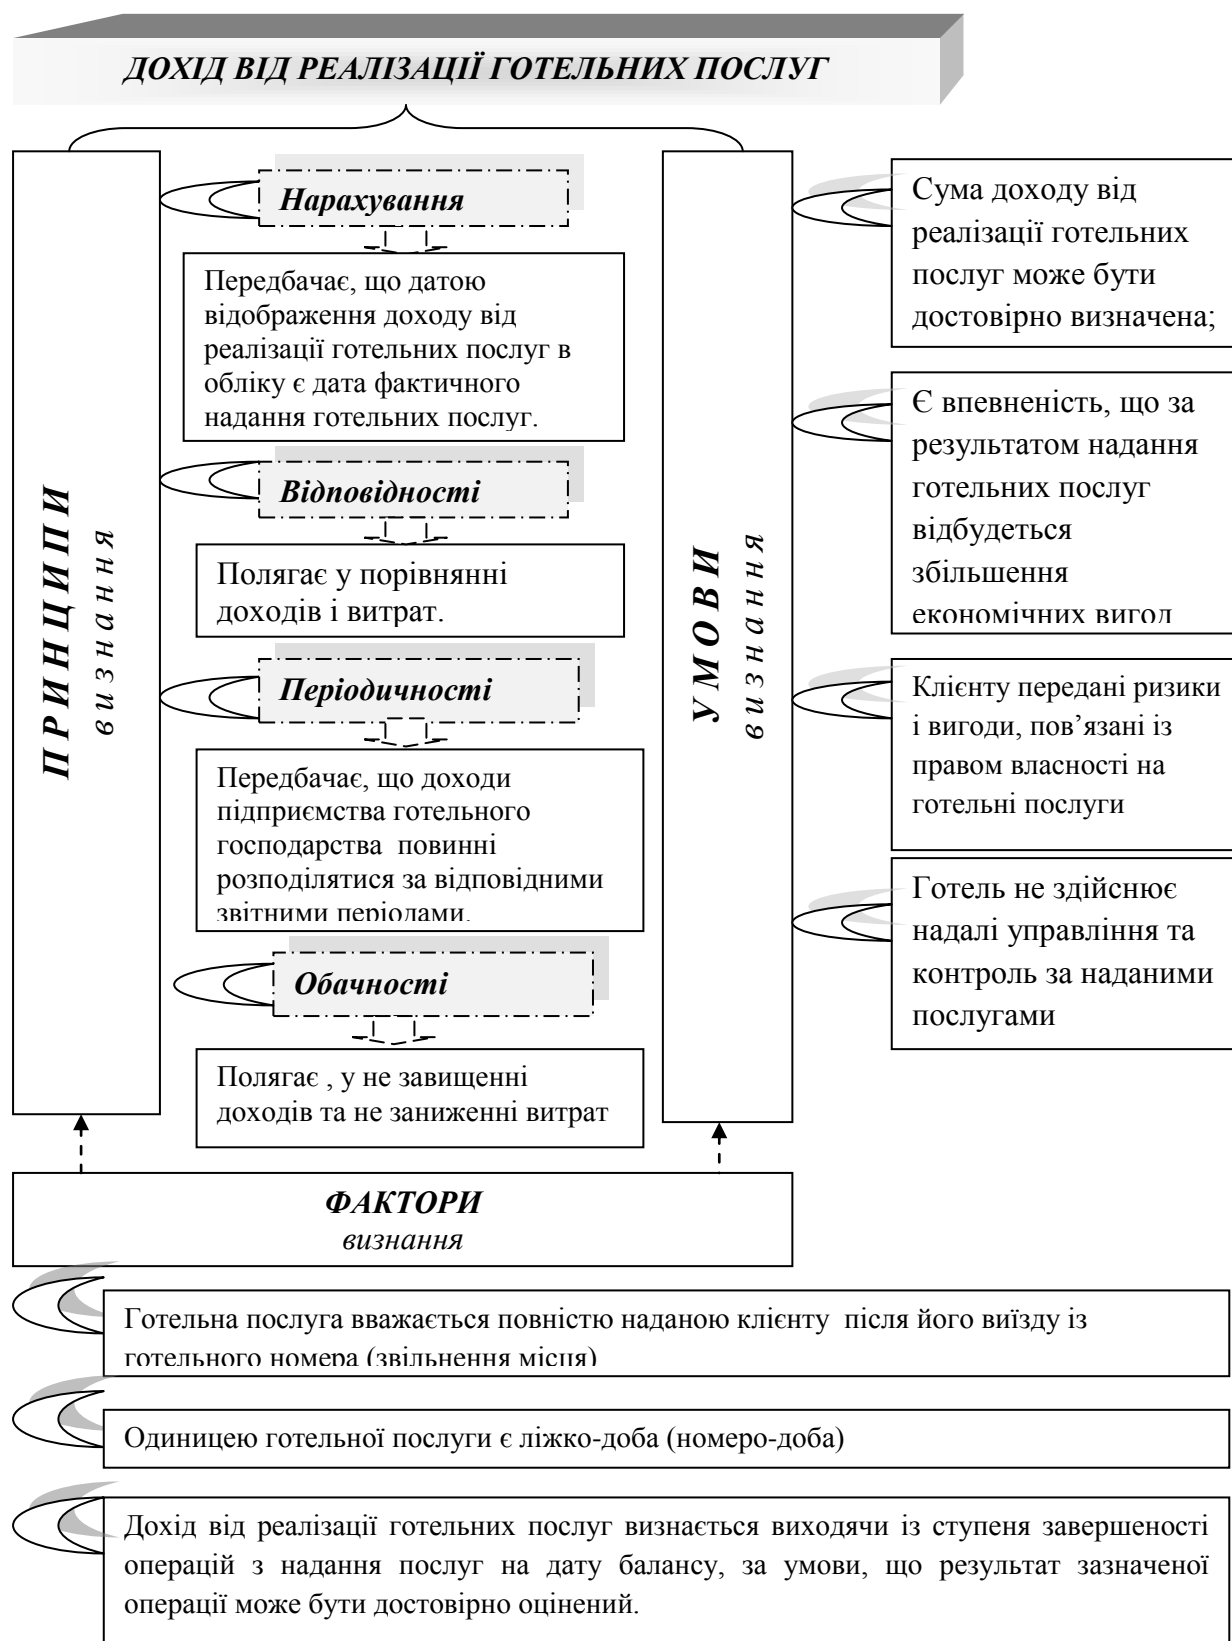 ДОХІД ВІД РЕАЛІЗАЦІЇ ГОТЕЛЬНИХ ПОСЛУГ
ПРИНЦИПИ
визнання
Нарахування
Передбачає, що датою
відображення доходу від
реалізації готельних послуг в
обліку є дата фактичного
надання готельних послуг.
Відповідності
Полягає у порівнянні
доходів і витрат.
Періодичності
Передбачає, що доходи
підприємства готельного
господарства повинні
розподілятися за відповідними
звітними періодами.
Обачності
Полягає , у не завищенні
доходів та не заниженні витрат
УМОВИ
визнання
Сума доходу від
реалізації готельних
послуг може бути
достовірно визначена;
Є впевненість, що за
результатом надання
готельних послуг
відбудеться
збільшення
економічних вигод
Клієнту передані ризики
і вигоди, пов’язані із
правом власності на
готельні послуги
Готель не здійснює
надалі управління та
контроль за наданими
послугами
ФАКТОРИ
визнання
Готельна послуга вважається повністю наданою клієнту після його виїзду із
готельного номера (звільнення місця)
Одиницею готельної послуги є ліжко-доба (номеро-доба)
Дохід від реалізації готельних послуг визнається виходячи із ступеня завершеності
операцій з надання послуг на дату балансу, за умови, що результат зазначеної
операції може бути достовірно оцінений.